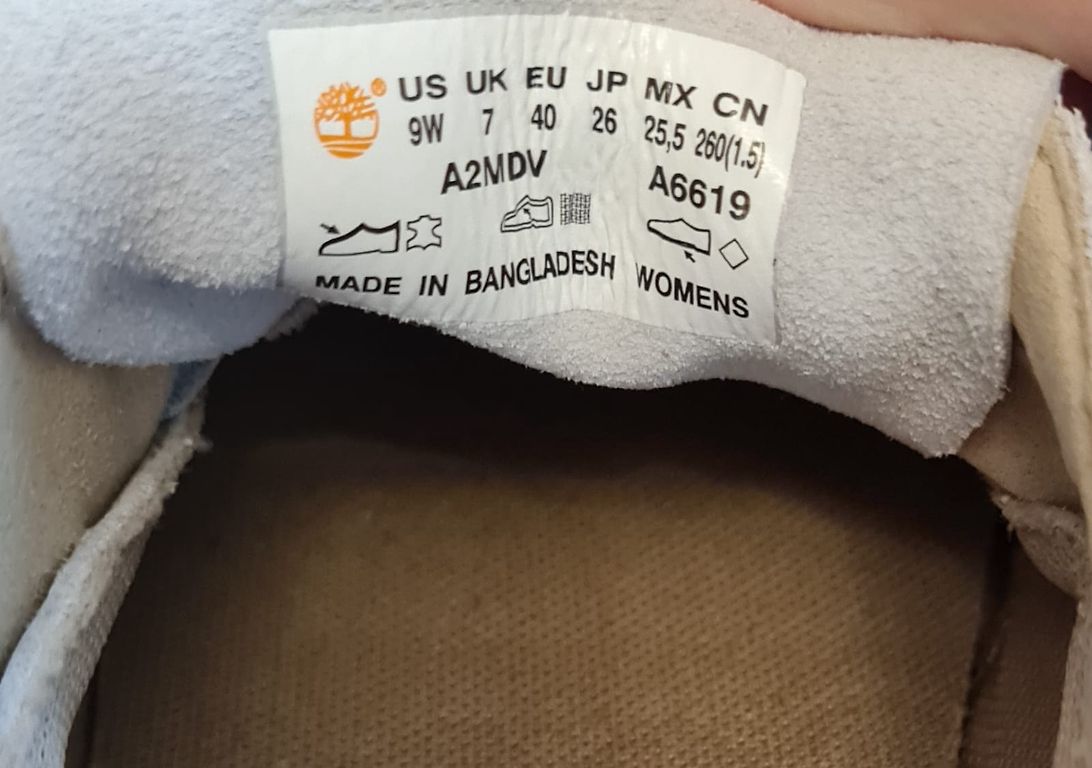 ® US UK EU JP MX CN
9W 7 40 26 25,5 260(1.5)
A2MDV A6619
MADE IN BANGLADESH WOMENS